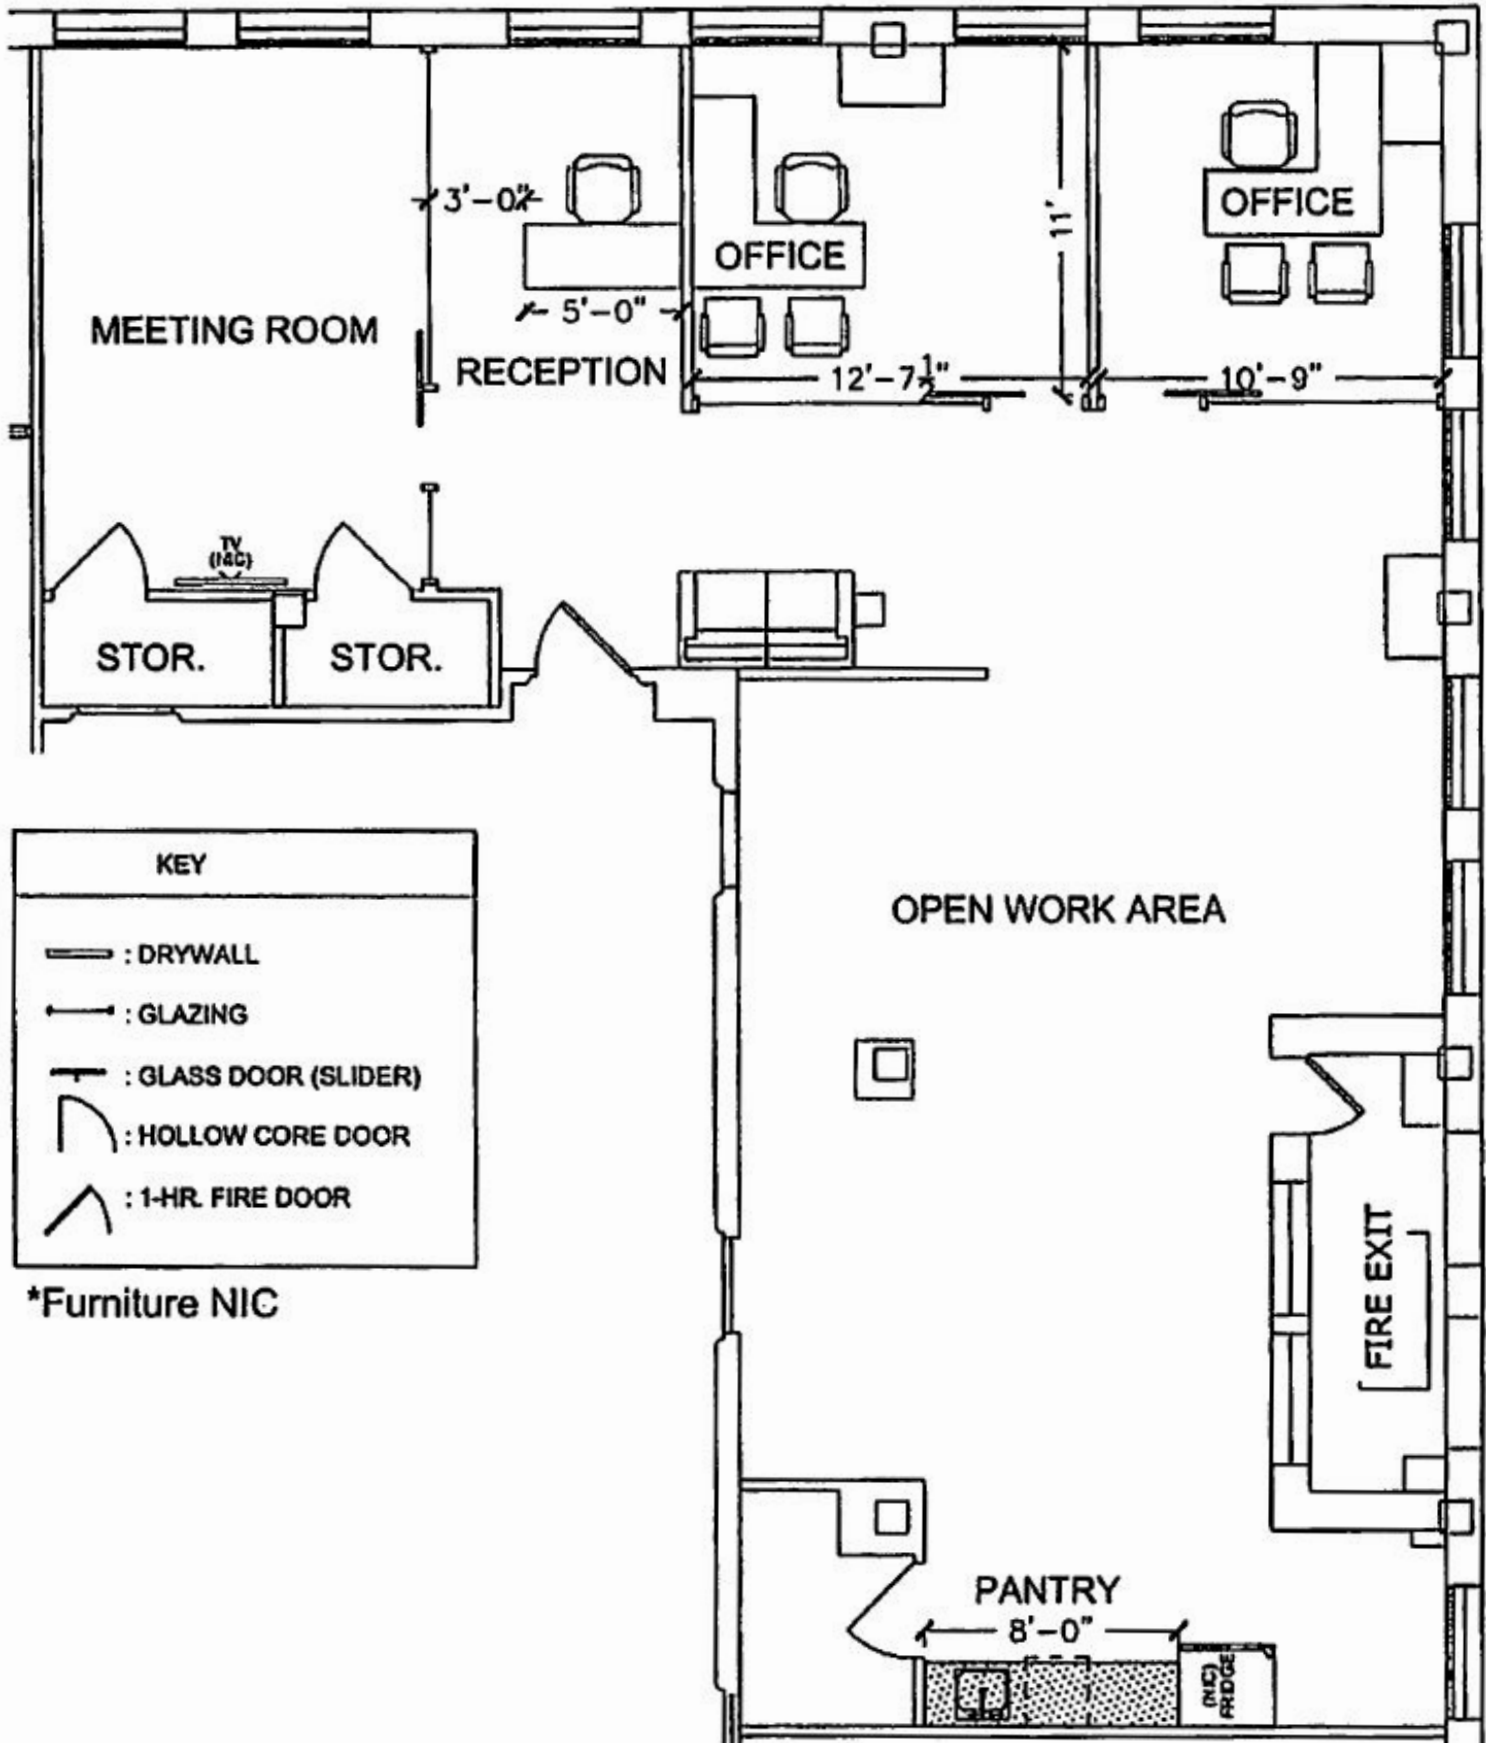 3'-0"
OFFICE
11'
OFFICE
5'-0"
MEETING ROOM
RECEPTION
12'-7½"
10'-9"
TV
(NIC)
STOR.
STOR.
KEY
: DRYWALL
: GLAZING
: GLASS DOOR (SLIDER)
: HOLLOW CORE DOOR
: 1-HR. FIRE DOOR
*Furniture NIC
OPEN WORK AREA
FIRE EXIT
PANTRY
8'-0"
(NIC)
FRIDGE